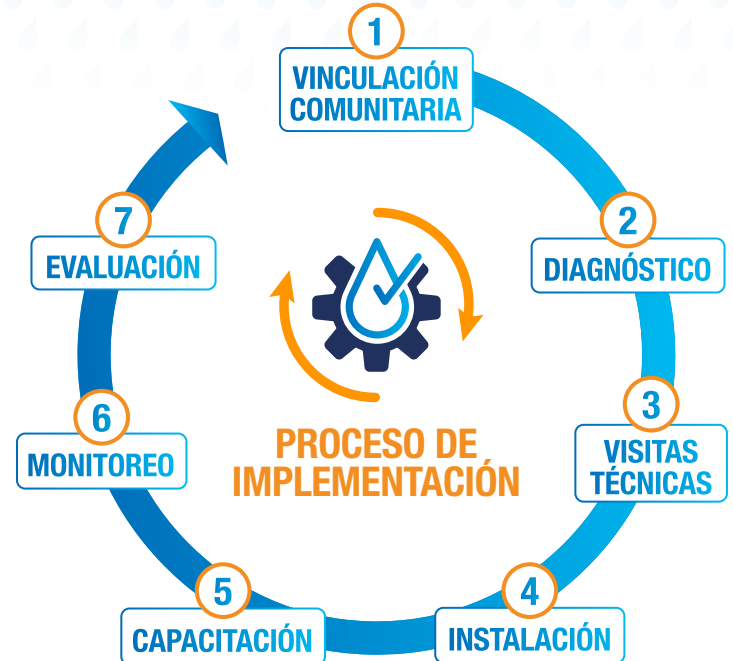 1
VINCULACIÓN
COMUNITARIA
2
DIAGNÓSTICO
3
VISITAS
TÉCNICAS
4
INSTALACIÓN
5
CAPACITACIÓN
6
MONITOREO
7
EVALUACIÓN
PROCESO DE
IMPLEMENTACIÓN